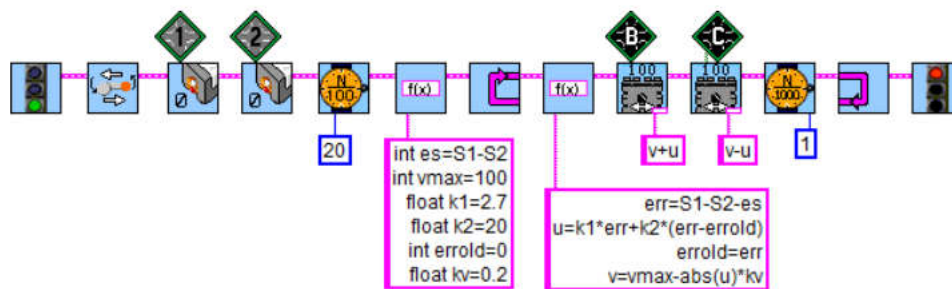 1
2
B
C
0
0
N
100
f(x)
f(x)
100
100
N
1000
20
v+u
v-u
1
int es=S1-S2
int vmax=100
float k1=2.7
float k2=20
int errold=0
float kv=0.2
err=S1-S2-es
u=k1*err+k2*(err-errold)
errold=err
v=vmax-abs(u)*kv